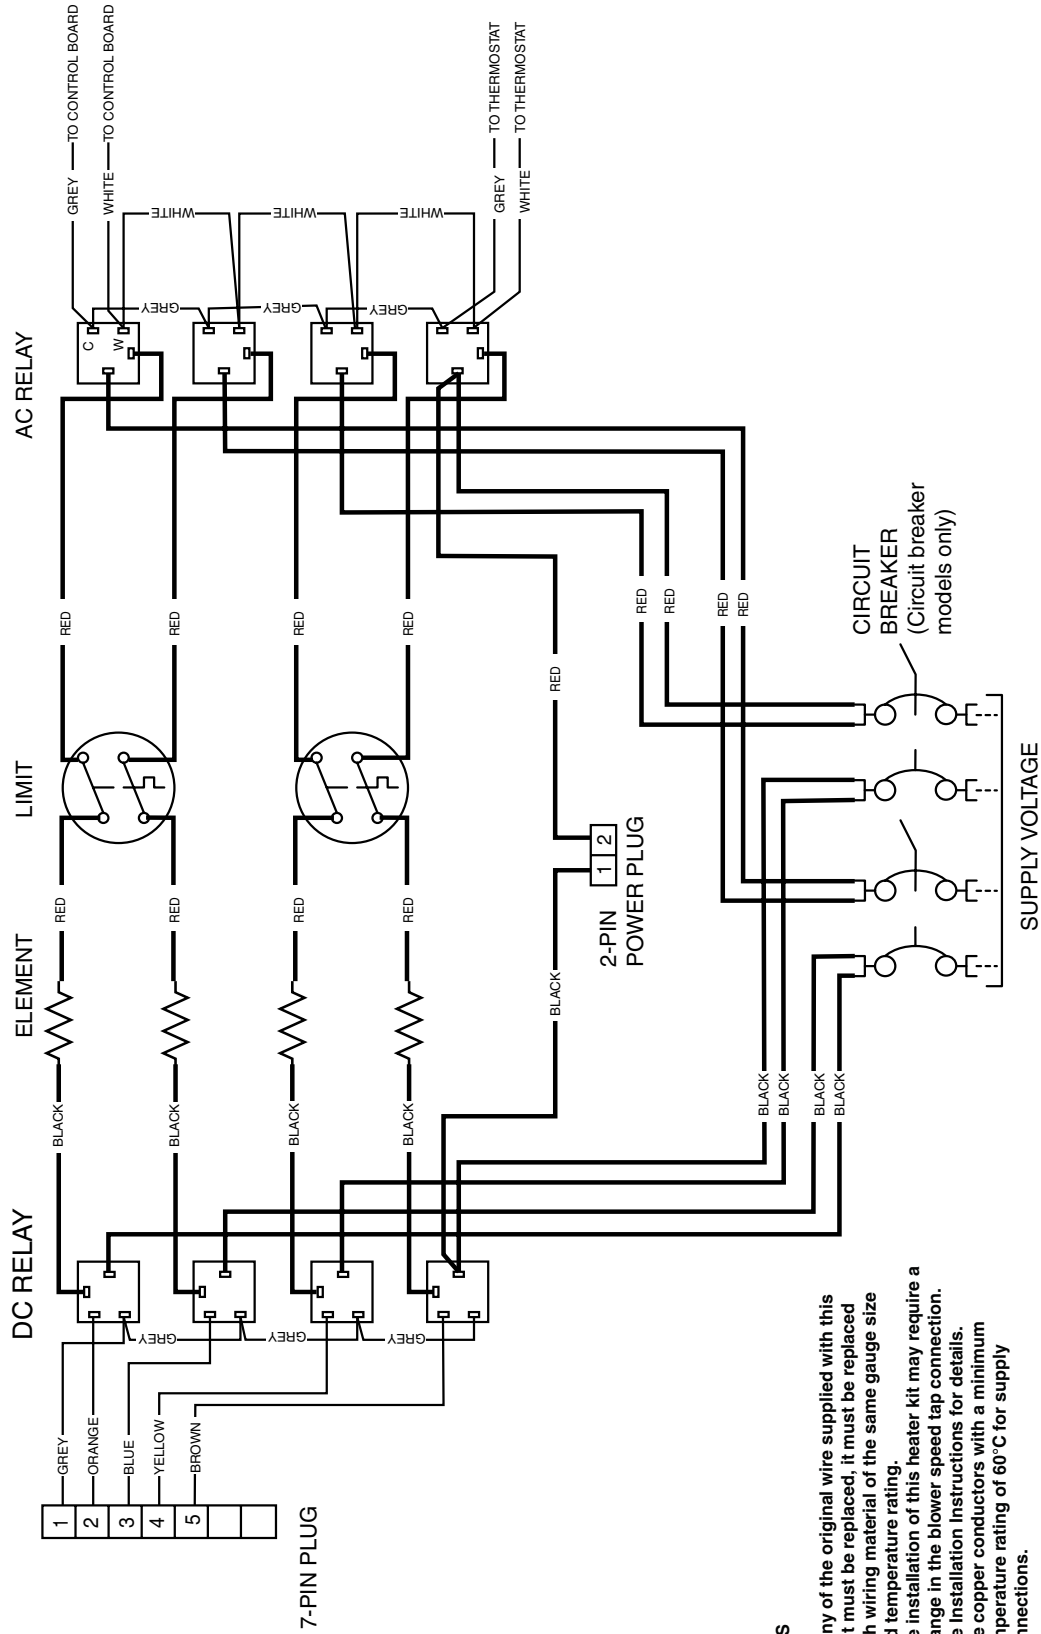 DC RELAY
ELEMENT
LIMIT
AC RELAY
GREY
TO CONTROL BOARD
WHITE
TO CONTROL BOARD
C
W
WHITE
WHITE
WHITE
GREY
GREY
GREY
GREY
TO THERMOSTAT
WHITE
TO THERMOSTAT
BLACK
RED
RED
BLACK
RED
RED
BLACK
RED
RED
BLACK
RED
RED
GREY
GREY
GREY
1
2
3
4
5
GREY
ORANGE
BLUE
YELLOW
BROWN
7-PIN PLUG
BLACK
RED
1 2
2-PIN
POWER PLUG
RED
RED
RED
RED
BLACK
BLACK
BLACK
BLACK
CIRCUIT
BREAKER
(Circuit breaker
models only)
SUPPLY VOLTAGE
of the original wire supplied with this
must be replaced, it must be replaced
wiring material of the same gauge size
temperature rating.
installation of this heater kit may require a
in the blower speed tap connection.
Installation Instructions for details.
copper conductors with a minimum
rating of 60°C for supply